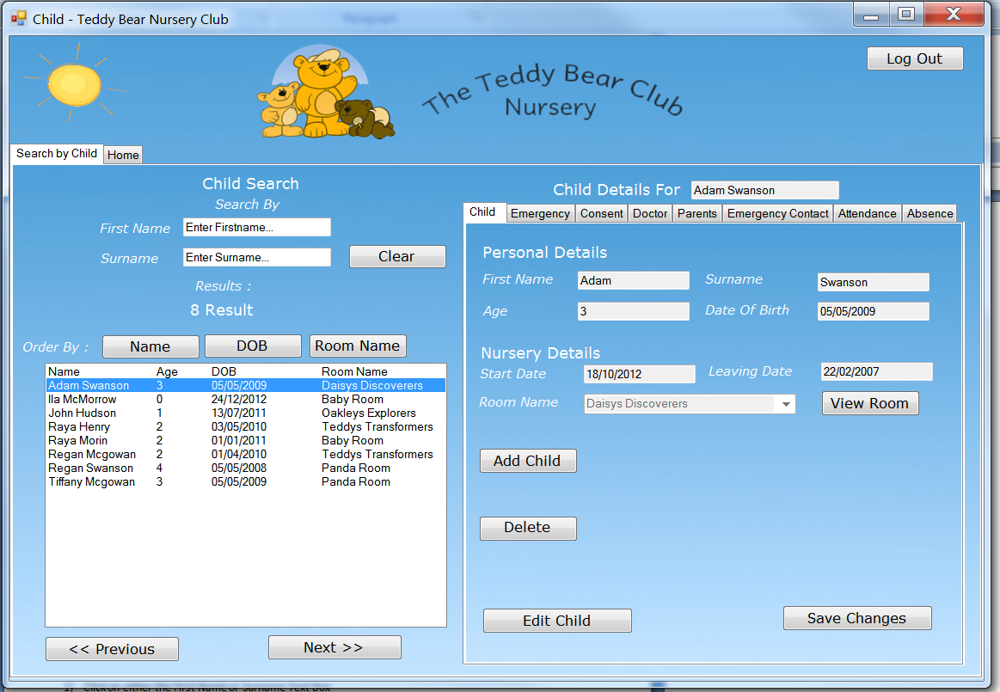 Child - Teddy Bear Nursery Club
Log Out
The Teddy Bear Club
Nursery
Search by Child Home
Child Search
Search By
First Name Enter Firstname...
Surname Enter Surname... Clear
Results :
8 Result
Order By : Name DOB Room Name
Name Age DOB Room Name
Adam Swanson 3 05/05/2009 Daisys Discoverers
Ila McMorrow 0 24/12/2012 Baby Room
John Hudson 1 13/07/2011 Oakleys Explorers
Raya Henry 2 03/05/2010 Teddys Transformers
Raya Morin 2 01/01/2011 Baby Room
Regan Mcgowan 2 01/04/2010 Teddys Transformers
Regan Swanson 4 05/05/2008 Panda Room
Tiffany Mcgowan 3 05/05/2009 Panda Room
<< Previous Next >>
Child Details For Adam Swanson
Child Emergency Consent Doctor Parents Emergency Contact Attendance Absence
Personal Details
First Name Adam Surname Swanson
Age 3 Date Of Birth 05/05/2009
Nursery Details
Start Date 18/10/2012 Leaving Date 22/02/2007
Room Name Daisys Discoverers View Room
Add Child
Delete
Edit Child Save Changes